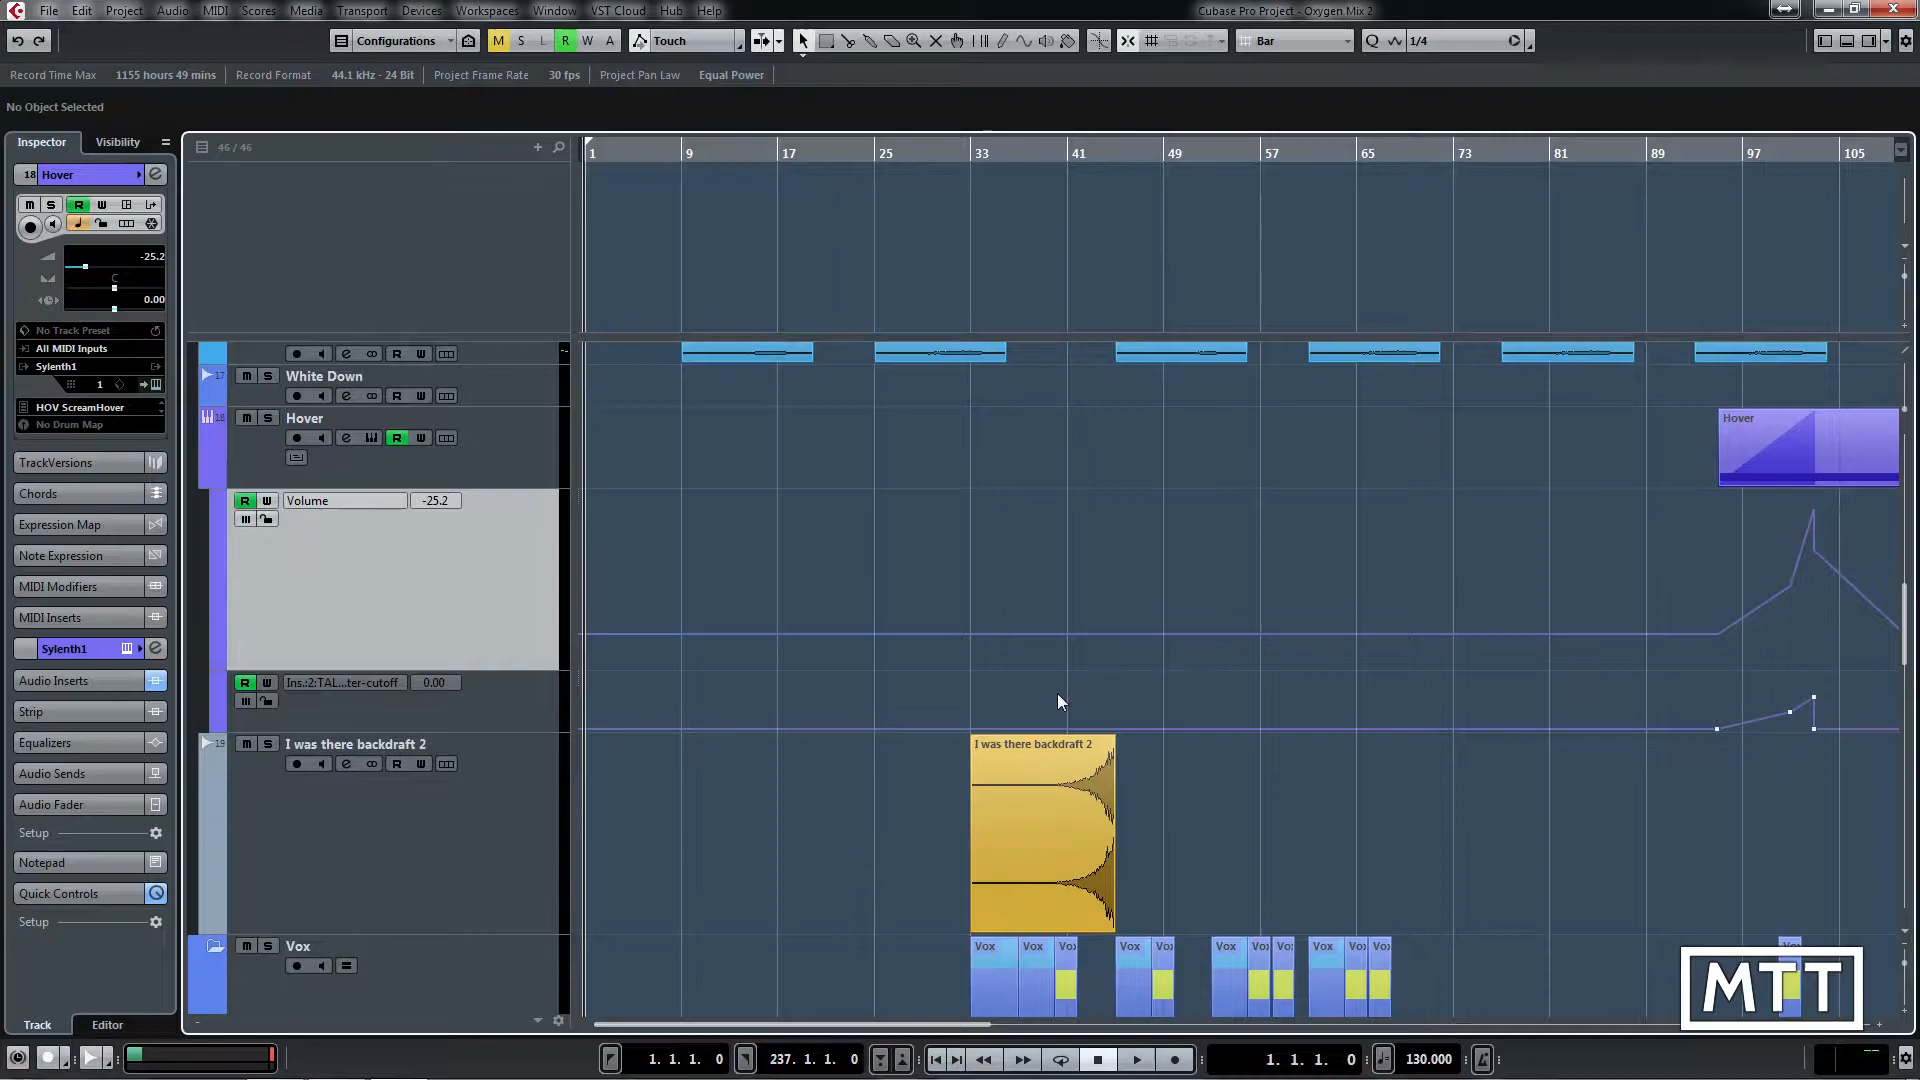 File Edit Project Audio MIDI Scores Media Transport Devices Workspaces Window VST Cloud Hub Help
Cubase Pro Project - Oxygen Mix 2
Configurations M S L R W A Touch Bar Q 1/4
Record Time Max 1155 hours 49 mins Record Format 44.1 kHz - 24 Bit Project Frame Rate 30 fps Project Pan Law Equal Power
No Object Selected
Inspector Visibility
46 / 46
1 9 17 25 33 41 49 57 65 73 81 89 97 105
18 Hover
M S R W
-25.2
C
0.00
No Track Preset
All MIDI Inputs
Sylenth1
1
HOV ScreamHover
No Drum Map
TrackVersions
Chords
Expression Map
Note Expression
MIDI Modifiers
MIDI Inserts
Sylenth1
Audio Inserts
Strip
Equalizers
Audio Sends
Audio Fader
Setup
Notepad
Quick Controls
Setup
Track Editor
R W
17 M S White Down
R W
18 M S Hover
R W
Hover
R W Volume -25.2
R W Ins.:2:TAL...ter-cutoff 0.00
19 M S I was there backdraft 2
R W
I was there backdraft 2
M S Vox
Vox Vox Vox Vox Vox Vox Vox Vox Vox Vox Vox Vox
MTT
1. 1. 1. 0 237. 1. 1. 0 1. 1. 1. 0 130.000